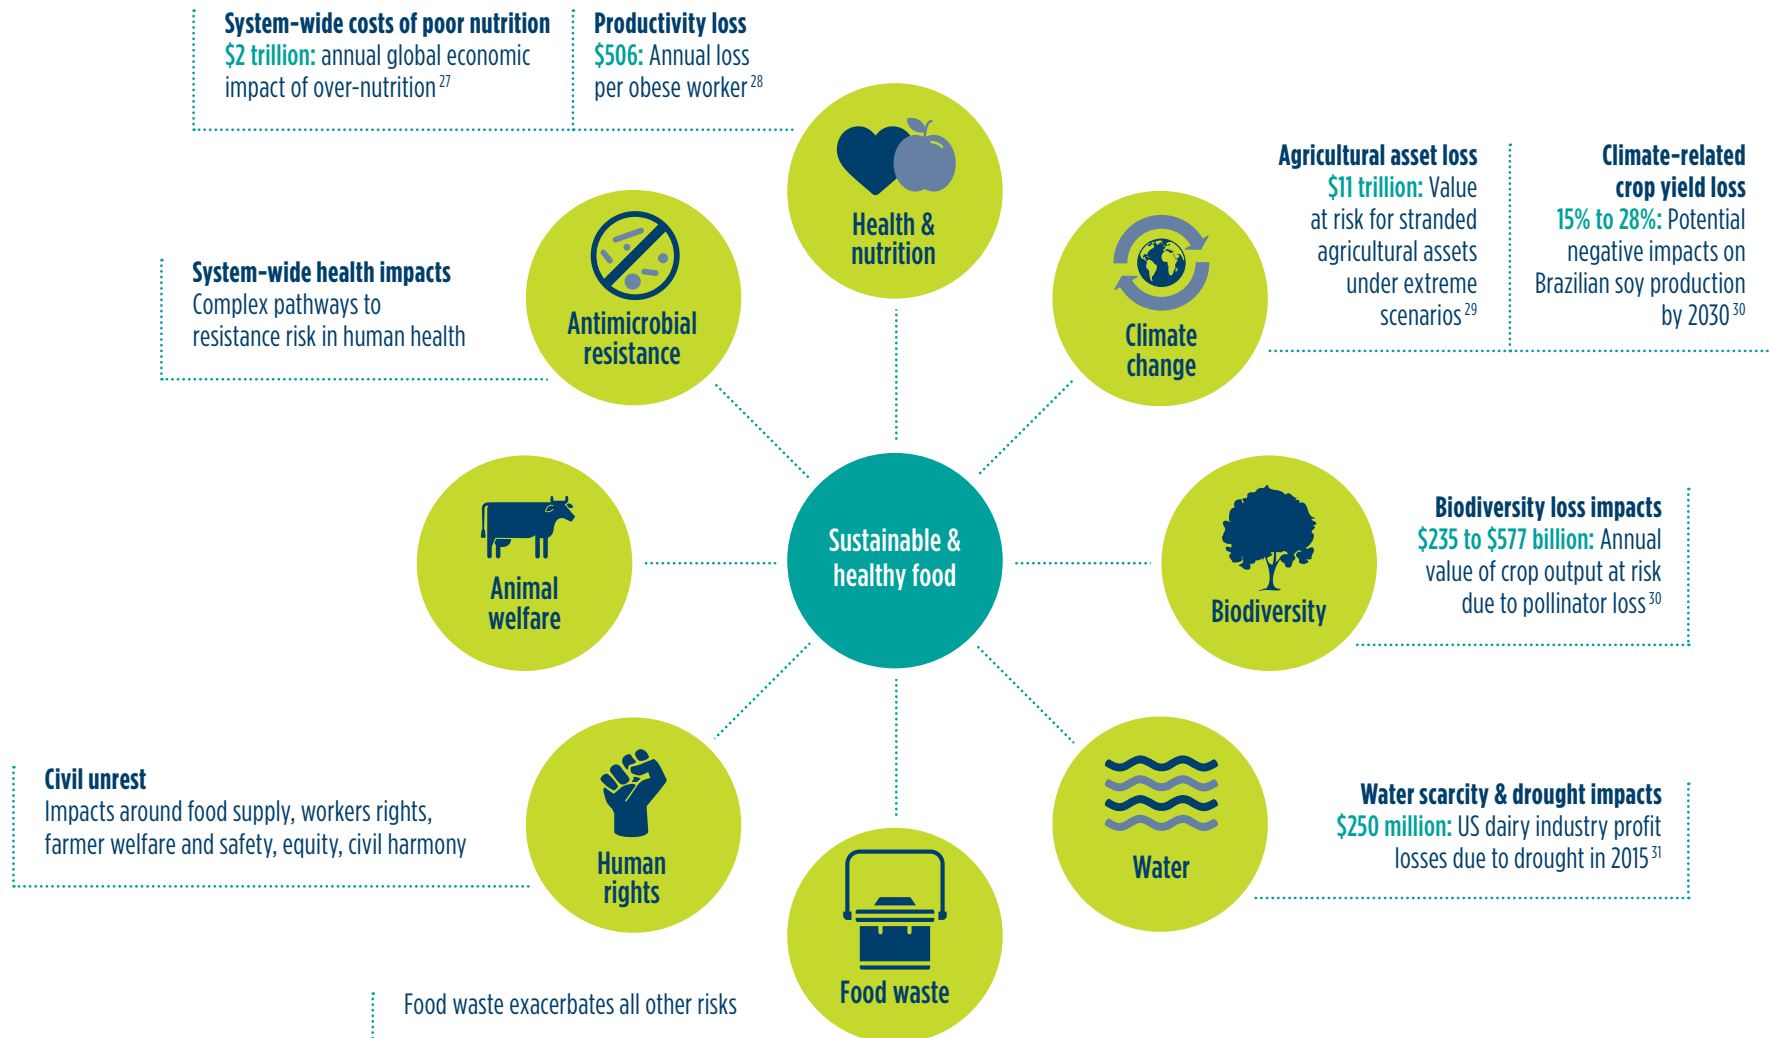 System-wide costs of poor nutrition
$2 trillion: annual global economic
impact of over-nutrition 27
Productivity loss
$506: Annual loss
per obese worker 28
Health &
nutrition
Agricultural asset loss
$11 trillion: Value
at risk for stranded
agricultural assets
under extreme
scenarios 29
Climate-related
crop yield loss
15% to 28%: Potential
negative impacts on
Brazilian soy production
by 2030 30
System-wide health impacts
Complex pathways to
resistance risk in human health
Antimicrobial
resistance
Climate
change
Animal
welfare
Sustainable &
healthy food
Biodiversity
Biodiversity loss impacts
$235 to $577 billion: Annual
value of crop output at risk
due to pollinator loss 30
Civil unrest
Impacts around food supply, workers rights,
farmer welfare and safety, equity, civil harmony
Human
rights
Water
Water scarcity & drought impacts
$250 million: US dairy industry profit
losses due to drought in 2015 31
Food waste
Food waste exacerbates all other risks